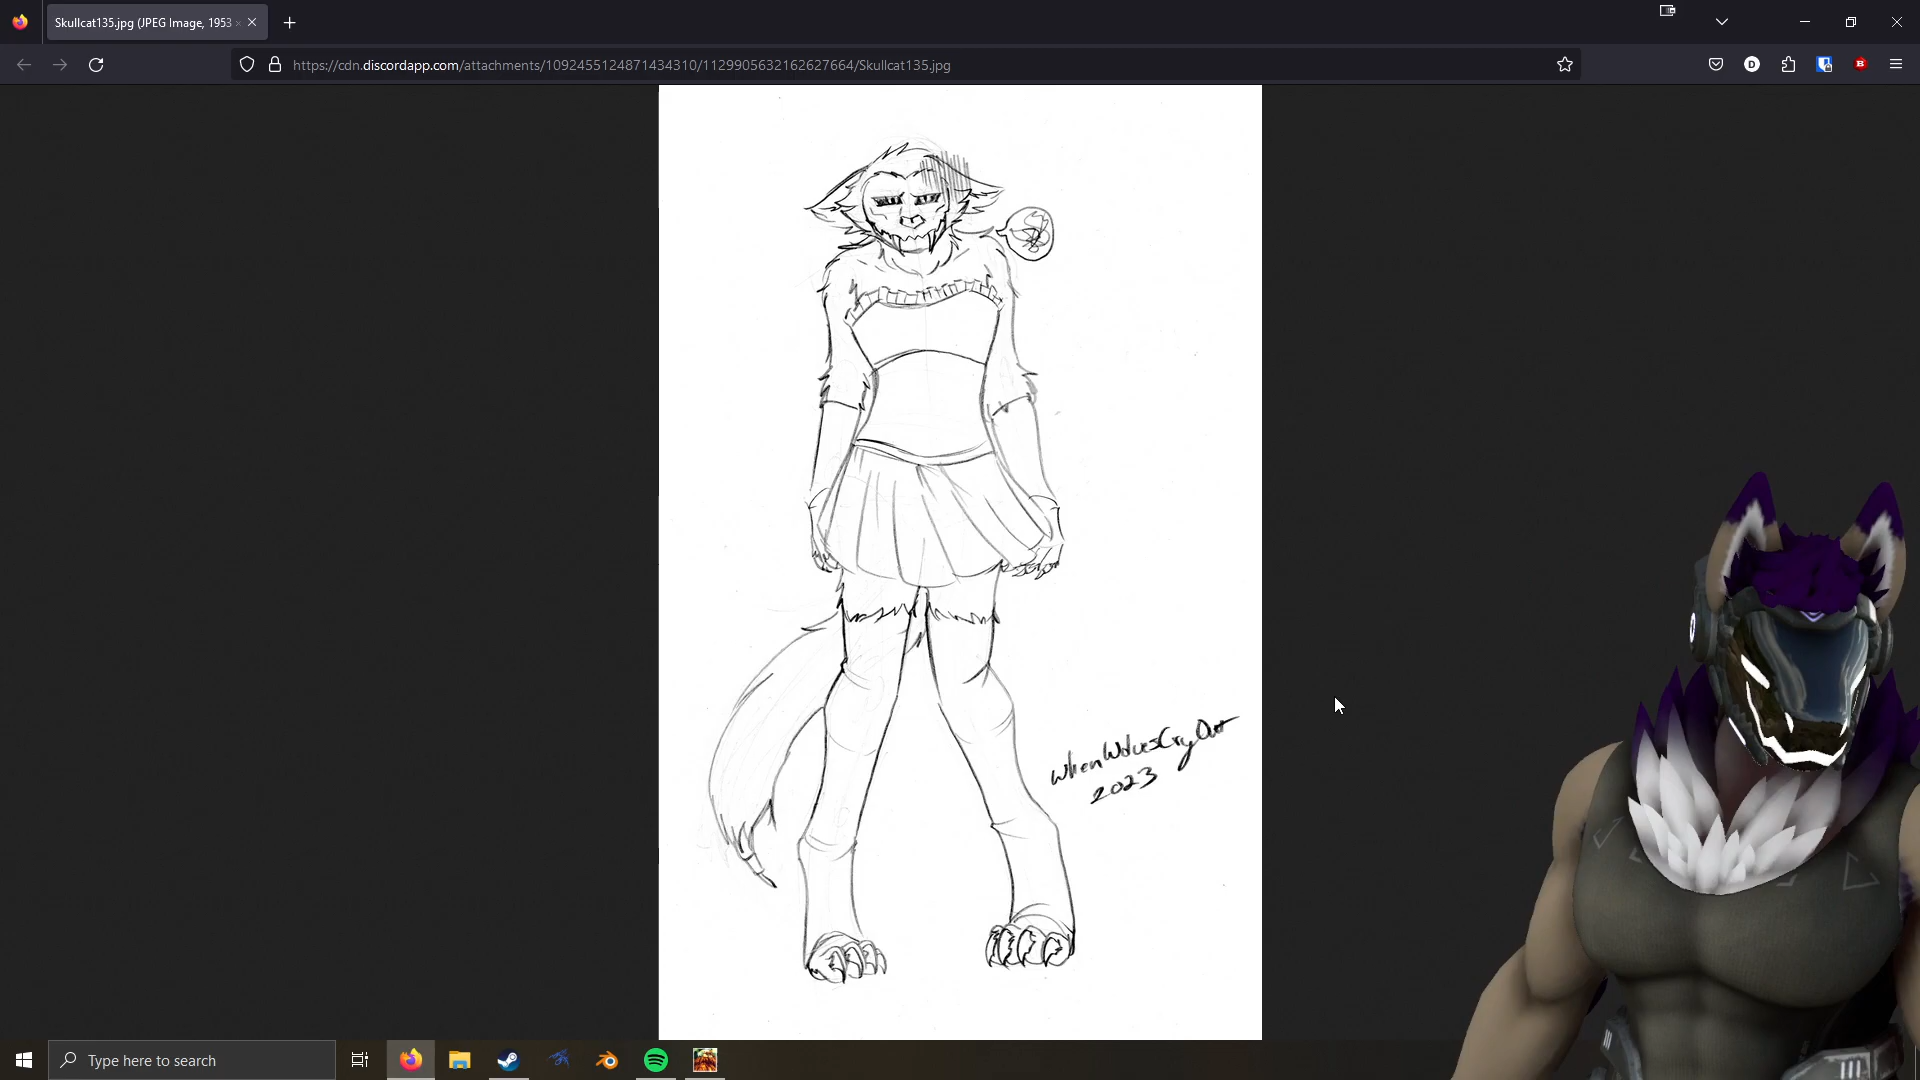 Skullcat135.jpg (JPEG Image, 1953
https://cdn.discordapp.com/attachments/1092455124871434310/1129905632162627664/Skullcat135.jpg
D
B
WhenWolvesCryOut
2023
Type here to search